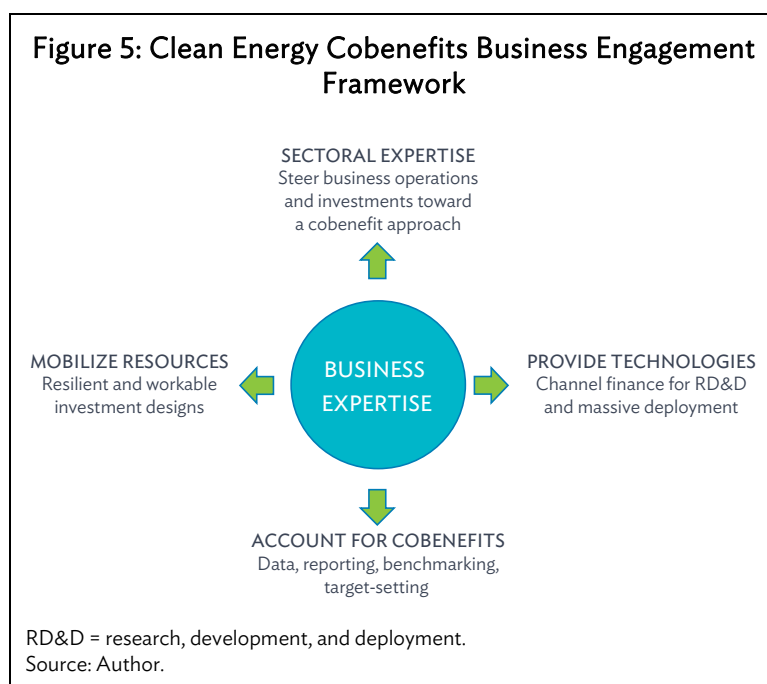 Figure 5: Clean Energy Cobenefits Business Engagement
Framework
SECTORAL EXPERTISE
Steer business operations
and investments toward
a cobenefit approach
MOBILIZE RESOURCES
Resilient and workable
investment designs
BUSINESS
EXPERTISE
PROVIDE TECHNOLOGIES
Channel finance for RD&D
and massive deployment
ACCOUNT FOR COBENEFITS
Data, reporting, benchmarking,
target-setting
RD&D = research, development, and deployment.
Source: Author.